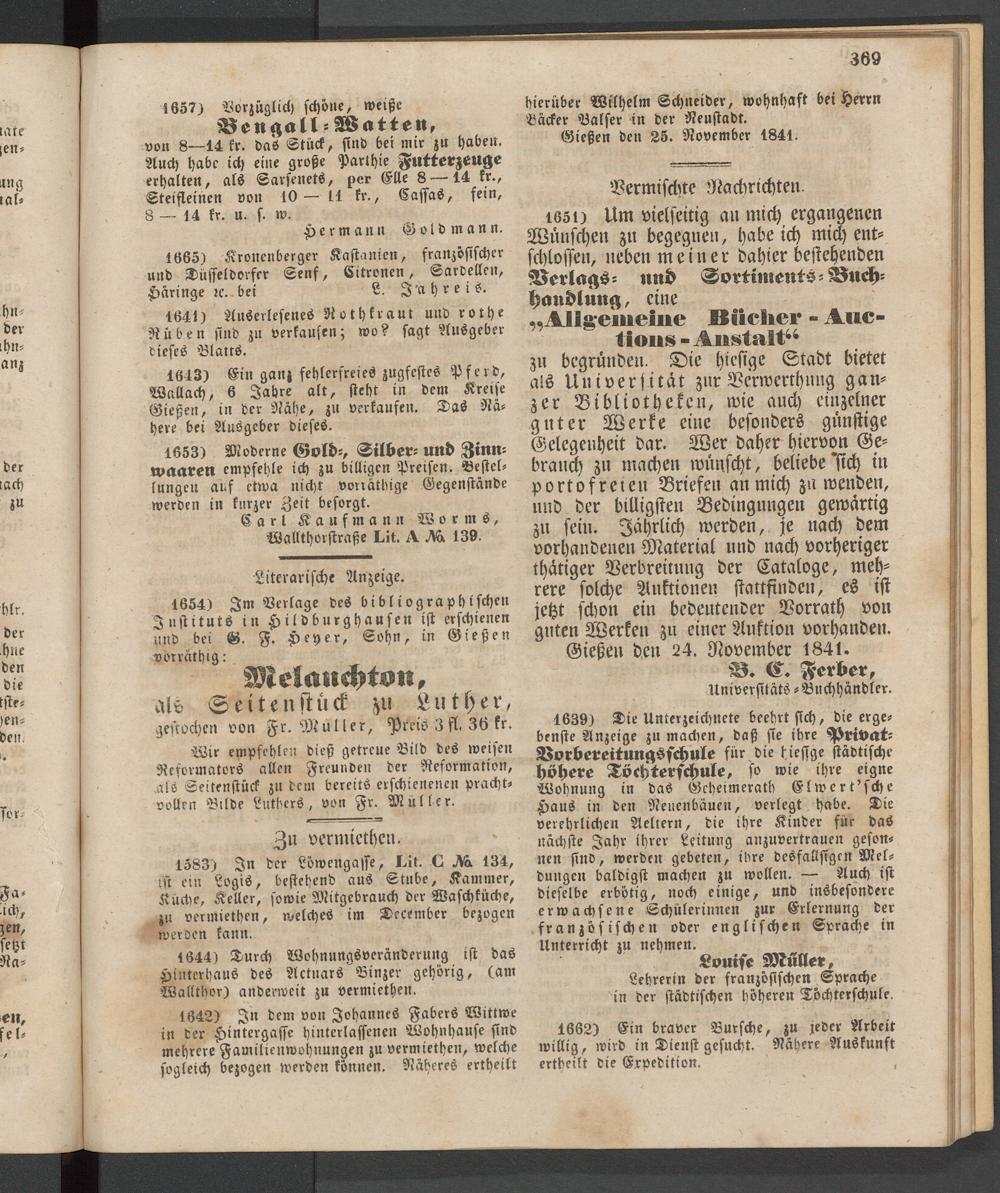 369
1657) Vorzüglich schöne, weiße
Bengall-Watten,
von 8—14 kr. das Stück, sind bei mir zu haben.
Auch habe ich eine große Parthie Futterzeuge
erhalten, als Sarsenets, per Elle 8 — 14 kr.,
Steifleinen von 10 — 11 kr., Cassas, fein,
8 — 14 kr. u. s. w.
Hermann Goldmann.
1665) Kronenberger Kastanien, französischer
und Düsseldorfer Senf, Citronen, Sardellen,
Häringe ꝛc. bei L. Jahreis.
1641) Auserlesenes Rothkraut und rothe
Rüben sind zu verkaufen; wo? sagt Ausgeber
dieses Blatts.
1643) Ein ganz fehlerfreies zugfestes Pferd,
Wallach, 6 Jahre alt, steht in dem Kreise
Gießen, in der Nähe, zu verkaufen. Das Nä-
here bei Ausgeber dieses.
1653) Moderne Gold-, Silber- und Zinn-
waaren empfehle ich zu billigen Preisen. Bestel-
lungen auf etwa nicht vorräthige Gegenstände
werden in kurzer Zeit besorgt.
Carl Kaufmann Worms,
Wallthorstraße Lit. A No. 139.
Literarische Anzeige.
1654) Im Verlage des bibliographischen
Instituts in Hildburghausen ist erschienen
und bei G. F. Heyer, Sohn, in Gießen
vorräthig:
Melanchton,
als Seitenstück zu Luther,
gestochen von Fr. Müller, Preis 3 fl. 36 kr.
Wir empfehlen dieß getreue Bild des weisen
Reformators allen Freunden der Reformation,
als Seitenstück zu dem bereits erschienenen pracht-
vollen Bilde Luthers, von Fr. Müller.
Zu vermiethen.
1583) In der Löwengasse, Lit. C No. 134,
ist ein Logis, bestehend aus Stube, Kammer,
Küche, Keller, sowie Mitgebrauch der Waschküche,
zu vermiethen, welches im December bezogen
werden kann.
1644) Durch Wohnungsveränderung ist das
Hinterhaus des Actuars Binzer gehörig, (am
Wallthor) anderweit zu vermiethen.
1642) In dem von Johannes Fabers Wittwe
in der Hintergasse hinterlassenen Wohnhause sind
mehrere Familienwohnungen zu vermiethen, welche
sogleich bezogen werden können. Näheres ertheilt
hierüber Wilhelm Schneider, wohnhaft bei Herrn
Bäcker Balser in der Neustadt.
Gießen den 25. November 1841.
Vermischte Nachrichten.
1651) Um vielseitig an mich ergangenen
Wünschen zu begegnen, habe ich mich ent-
schlossen, neben meiner dahier bestehenden
Verlags- und Sortiments-Buch-
handlung, eine
„Allgemeine Bücher-Auc-
tions-Anstalt“
zu begründen. Die hiesige Stadt bietet
als Universität zur Verwerthung gan-
zer Bibliotheken, wie auch einzelner
guter Werke eine besonders günstige
Gelegenheit dar. Wer daher hiervon Ge-
brauch zu machen wünscht, beliebe sich in
portofreien Briefen an mich zu wenden,
und der billigsten Bedingungen gewärtig
zu sein. Jährlich werden, je nach dem
vorhandenen Material und nach vorheriger
thätiger Verbreitung der Cataloge, meh-
rere solche Auktionen stattfinden, es ist
jetzt schon ein bedeutender Vorrath von
guten Werken zu einer Auktion vorhanden.
Gießen den 24. November 1841.
B. C. Ferber,
Universitäts-Buchhändler.
1639) Die Unterzeichnete beehrt sich, die erge-
benste Anzeige zu machen, daß sie ihre Privat-
Vorbereitungsschule für die hiesige städtische
höhere Töchterschule, so wie ihre eigne
Wohnung in das Geheimerath Elwert'sche
Haus in den Neuenbäuen, verlegt habe. Die
verehrlichen Aeltern, die ihre Kinder für das
nächste Jahr ihrer Leitung anzuvertrauen geson-
nen sind, werden gebeten, ihre desfallsigen Mel-
dungen baldigst machen zu wollen. — Auch ist
dieselbe erbötig, noch einige, und insbesondere
erwachsene Schülerinnen zur Erlernung der
französischen oder englischen Sprache in
Unterricht zu nehmen.
Louise Müller,
Lehrerin der französischen Sprache
in der städtischen höheren Töchterschule.
1662) Ein braver Bursche, zu jeder Arbeit
willig, wird in Dienst gesucht. Nähere Auskunft
ertheilt die Expedition.